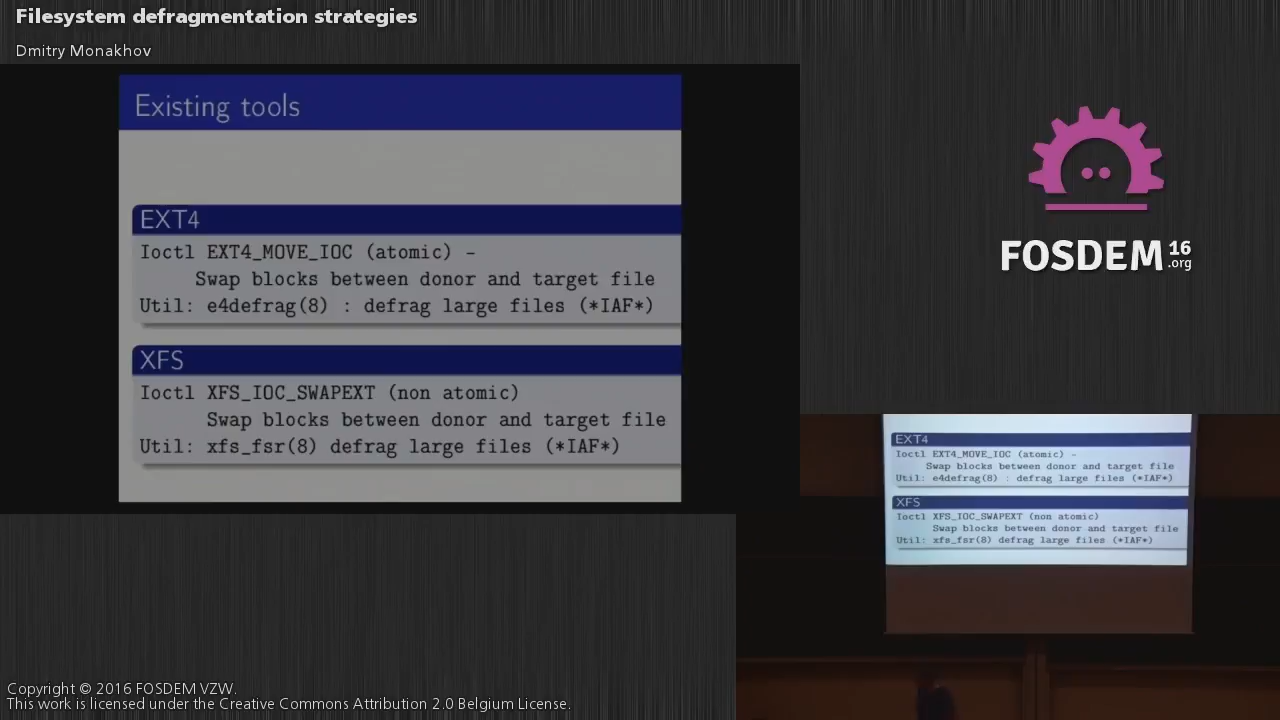 Filesystem defragmentation strategies
Dmitry Monakhov
Existing tools
EXT4
Ioctl EXT4_MOVE_IOC (atomic) -
Swap blocks between donor and target file
Util: e4defrag(8) : defrag large files (*IAF*)
XFS
Ioctl XFS_IOC_SWAPEXT (non atomic)
Swap blocks between donor and target file
Util: xfs_fsr(8) defrag large files (*IAF*)
FOSDEM 16 .org
EXT4
Ioctl EXT4_MOVE_IOC (atomic) -
Swap blocks between donor and target file
Util: e4defrag(8) : defrag large files (*IAF*)
XFS
Ioctl XFS_IOC_SWAPEXT (non atomic)
Swap blocks between donor and target file
Util: xfs_fsr(8) defrag large files (*IAF*)
Copyright © 2016 FOSDEM VZW.
This work is licensed under the Creative Commons Attribution 2.0 Belgium License.